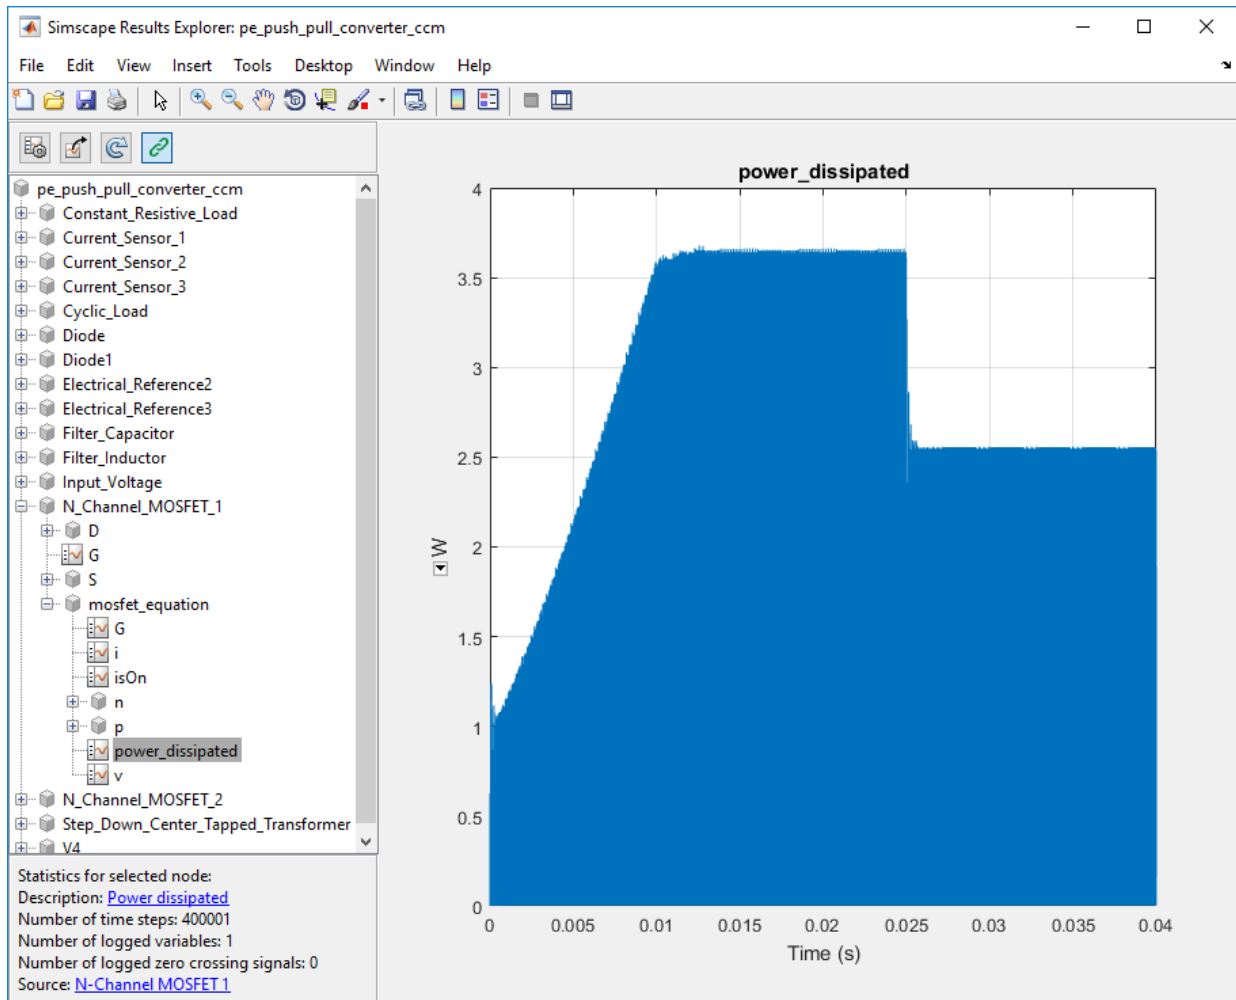 Simscape Results Explorer: pe_push_pull_converter_ccm
File Edit View Insert Tools Desktop Window Help
pe_push_pull_converter_ccm
Constant_Resistive_Load
Current_Sensor_1
Current_Sensor_2
Current_Sensor_3
Cyclic_Load
Diode
Diode1
Electrical_Reference2
Electrical_Reference3
Filter_Capacitor
Filter_Inductor
Input_Voltage
N_Channel_MOSFET_1
D
G
S
mosfet_equation
G
i
isOn
n
p
power_dissipated
v
N_Channel_MOSFET_2
Step_Down_Center_Tapped_Transformer
V4
Statistics for selected node:
Description: Power dissipated
Number of time steps: 400001
Number of logged variables: 1
Number of logged zero crossing signals: 0
Source: N-Channel MOSFET 1
power_dissipated
4
3.5
3
2.5
2
1.5
1
0.5
0
W
0 0.005 0.01 0.015 0.02 0.025 0.03 0.035 0.04
Time (s)